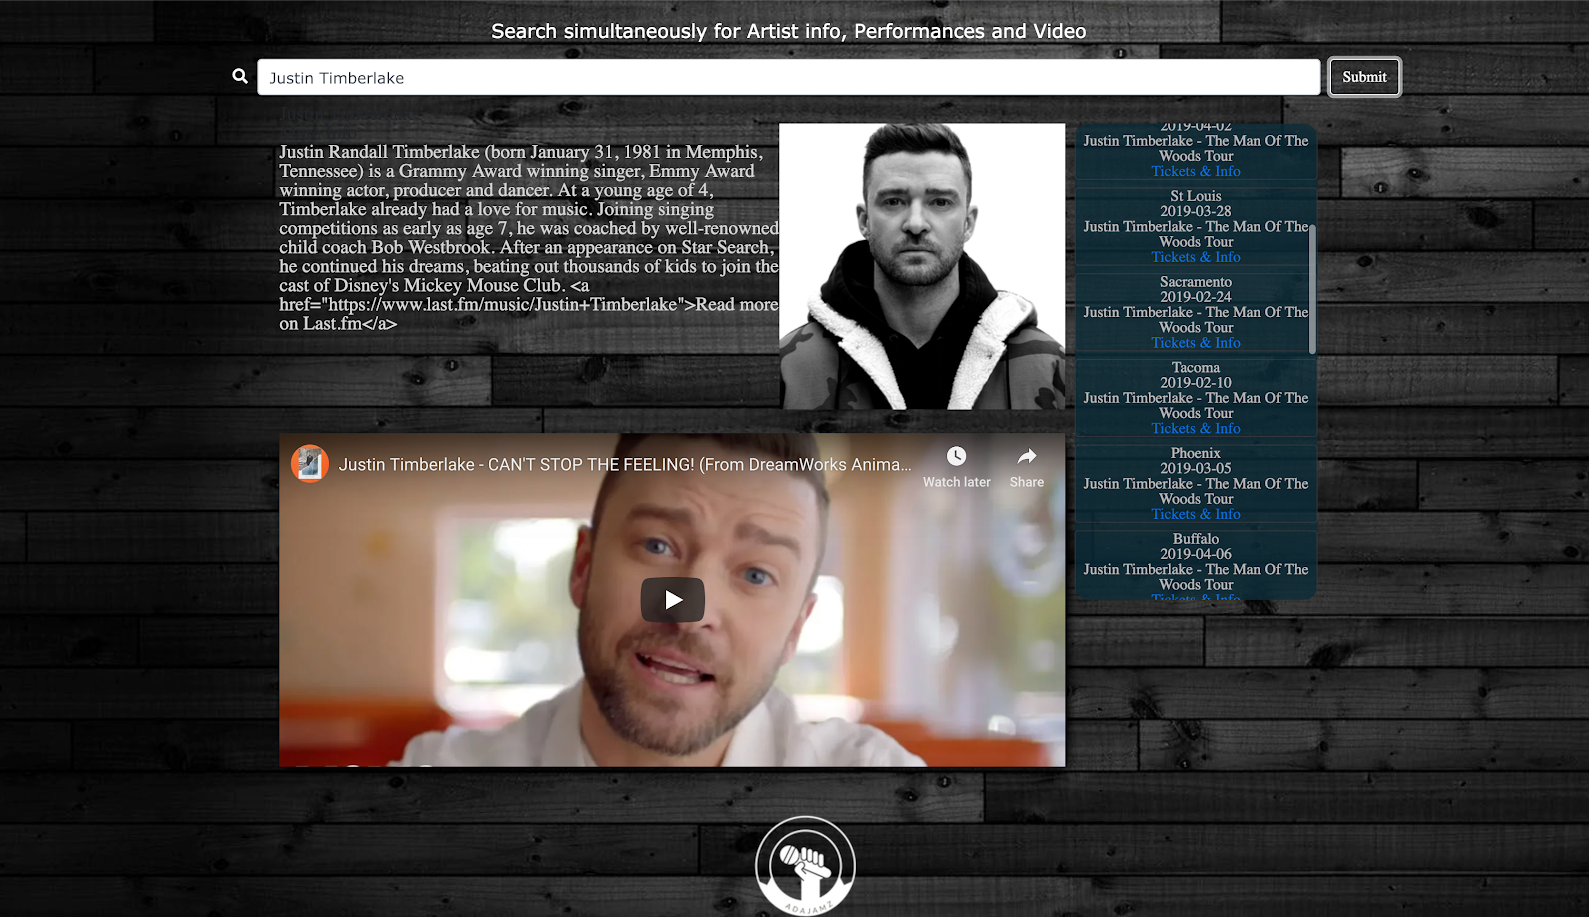 Search simultaneously for Artist info, Performances and Video
Justin Timberlake
Submit
Justin Randall Timberlake (born January 31, 1981 in Memphis,
Tennessee) is a Grammy Award winning singer, Emmy Award
winning actor, producer and dancer. At a young age of 4,
Timberlake already had a love for music. Joining singing
competitions as early as age 7, he was coached by well-renowned
child coach Bob Westbrook. After an appearance on Star Search,
he continued his dreams, beating out thousands of kids to join the
cast of Disney's Mickey Mouse Club. <a
href="https://www.last.fm/music/Justin+Timberlake">Read more
on Last.fm</a>
2019-04-02
Justin Timberlake - The Man Of The
Woods Tour
Tickets & Info
St Louis
2019-03-28
Justin Timberlake - The Man Of The
Woods Tour
Tickets & Info
Sacramento
2019-02-24
Justin Timberlake - The Man Of The
Woods Tour
Tickets & Info
Tacoma
2019-02-10
Justin Timberlake - The Man Of The
Woods Tour
Tickets & Info
Phoenix
2019-03-05
Justin Timberlake - The Man Of The
Woods Tour
Tickets & Info
Buffalo
2019-04-06
Justin Timberlake - The Man Of The
Woods Tour
Tickets & Info
Justin Timberlake - CAN'T STOP THE FEELING! (From DreamWorks Anima...
Watch later
Share
ADAJAMZ